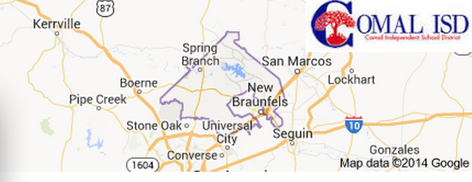 281
Kerrville
COMAL ISD
Comal Independent School District
Spring
Branch
San Marcos
Lockhart
Boerne
New
Braunfels
Pipe Creek
Stone Oak
Universal
City
Seguin
10
1604
Converse
Gonzales
Map data ©2014 Google